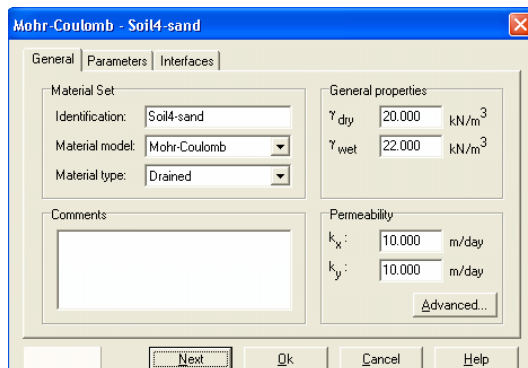 Mohr-Coulomb - Soil4-sand
General Parameters Interfaces
Material Set
Identification: Soil4-sand
Material model: Mohr-Coulomb
Material type: Drained
General properties
γ dry 20.000 kN/m³
γ wet 22.000 kN/m³
Comments
Permeability
kx : 10.000 m/day
ky : 10.000 m/day
Advanced...
Next Ok Cancel Help